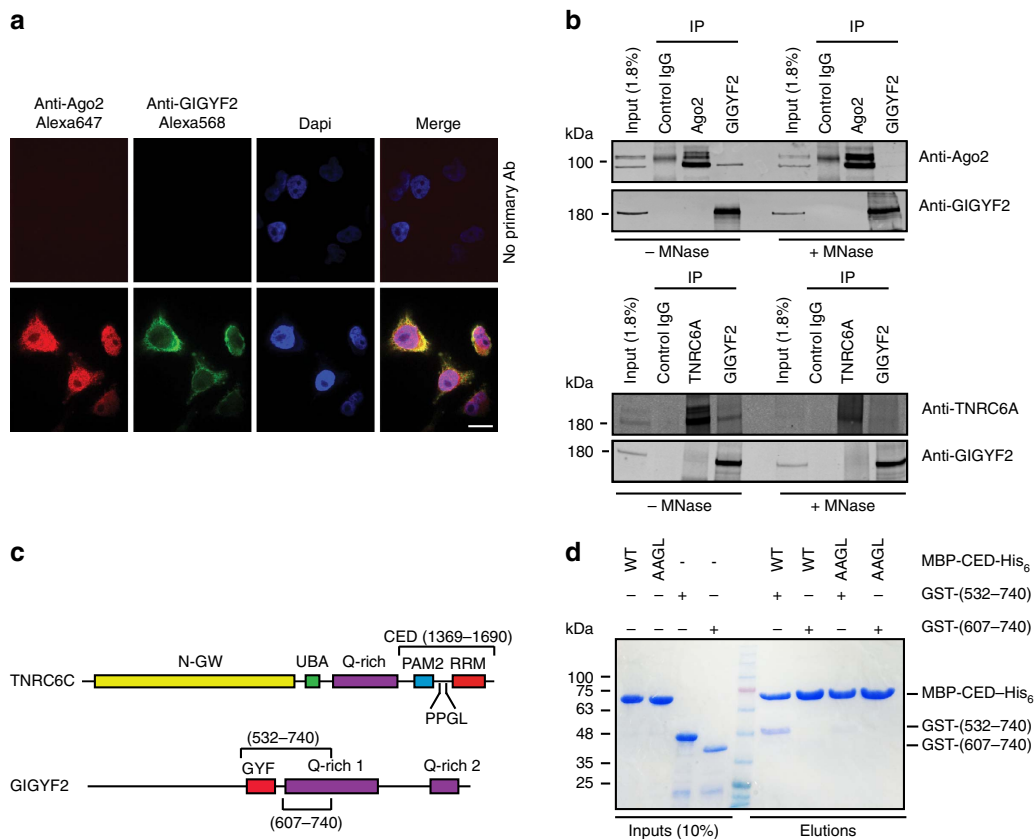 a
Anti-Ago2
Alexa647
Anti-GIGYF2
Alexa568
Dapi
Merge
No primary Ab
b
IP
IP
Input (1.8%)
Control IgG
Ago2
GIGYF2
Input (1.8%)
Control IgG
Ago2
GIGYF2
kDa
100
Anti-Ago2
180
Anti-GIGYF2
– MNase
+ MNase
IP
IP
Input (1.8%)
Control IgG
TNRC6A
GIGYF2
Input (1.8%)
Control IgG
TNRC6A
GIGYF2
kDa
180
Anti-TNRC6A
180
Anti-GIGYF2
– MNase
+ MNase
c
CED (1369–1690)
N-GW
UBA
Q-rich
PAM2
RRM
TNRC6C
PPGL
(532–740)
GYF
Q-rich 1
Q-rich 2
GIGYF2
(607–740)
d
WT AAGL - - WT WT AAGL AAGL MBP-CED-His6
– – + – + – + – GST-(532–740)
– – – + – + – + GST-(607–740)
kDa
100
75
63
48
35
25
MBP-CED–His6
GST-(532–740)
GST-(607–740)
Inputs (10%)
Elutions